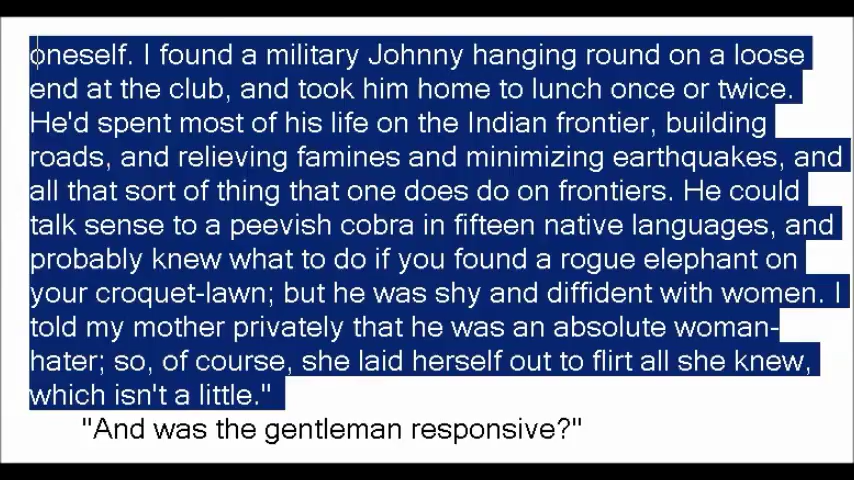 oneself. I found a military Johnny hanging round on a loose
end at the club, and took him home to lunch once or twice.
He'd spent most of his life on the Indian frontier, building
roads, and relieving famines and minimizing earthquakes, and
all that sort of thing that one does do on frontiers. He could
talk sense to a peevish cobra in fifteen native languages, and
probably knew what to do if you found a rogue elephant on
your croquet-lawn; but he was shy and diffident with women. I
told my mother privately that he was an absolute woman-
hater; so, of course, she laid herself out to flirt all she knew,
which isn't a little."
"And was the gentleman responsive?"